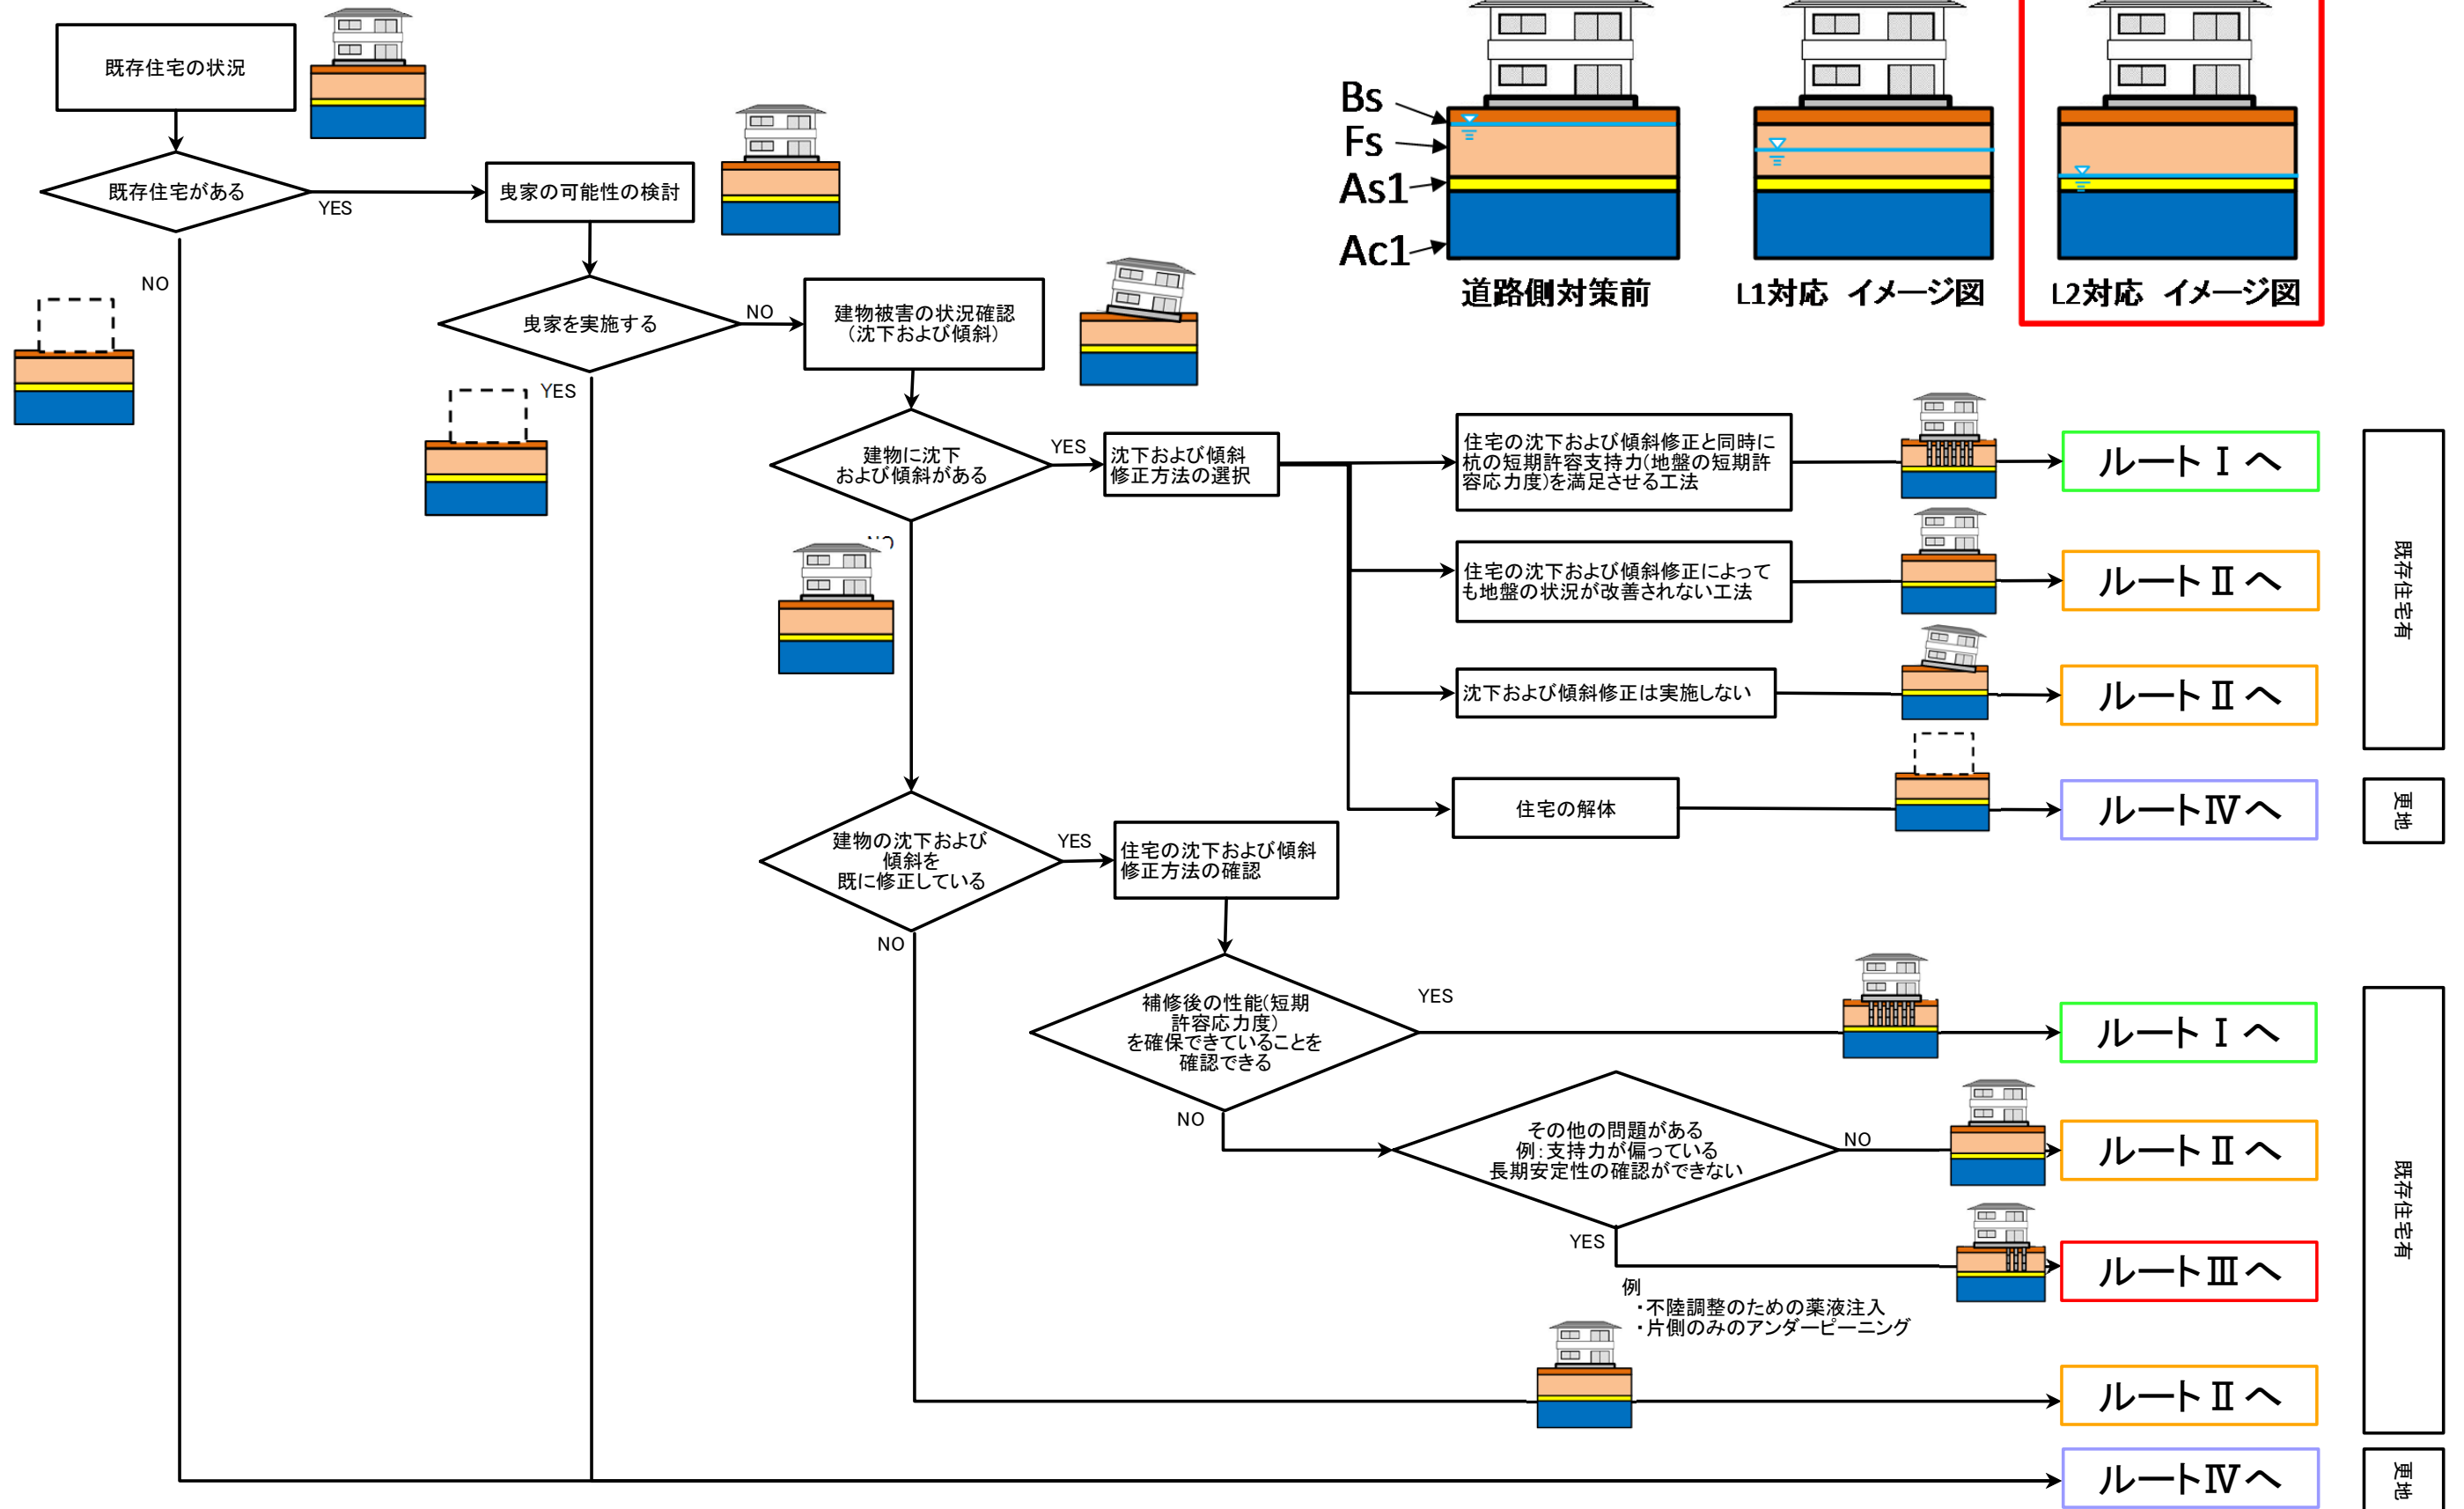 既存住宅の状況
既存住宅がある
YES
NO
曳家の可能性の検討
曳家を実施する
NO
YES
建物被害の状況確認
（沈下および傾斜）
Bs
Fs
As1
Ac1
道路側対策前
L1対応 イメージ図
L2対応 イメージ図
建物に沈下
および傾斜がある
YES
NO
沈下および傾斜
修正方法の選択
住宅の沈下および傾斜修正と同時に
杭の短期許容支持力（地盤の短期許
容応力度）を満足させる工法
ルートⅠへ
住宅の沈下および傾斜修正によって
も地盤の状況が改善されない工法
ルートⅡへ
沈下および傾斜修正は実施しない
ルートⅡへ
既存住宅有
住宅の解体
ルートⅣへ
更地
建物の沈下および
傾斜を
既に修正している
YES
NO
住宅の沈下および傾斜
修正方法の確認
補修後の性能（短期
許容応力度）
を確保できていることを
確認できる
YES
NO
ルートⅠへ
その他の問題がある
例：支持力が偏っている
長期安定性の確認ができない
NO
YES
ルートⅡへ
ルートⅢへ
例
・不陸調整のための薬液注入
・片側のみのアンダーピーニング
ルートⅡへ
既存住宅有
ルートⅣへ
更地